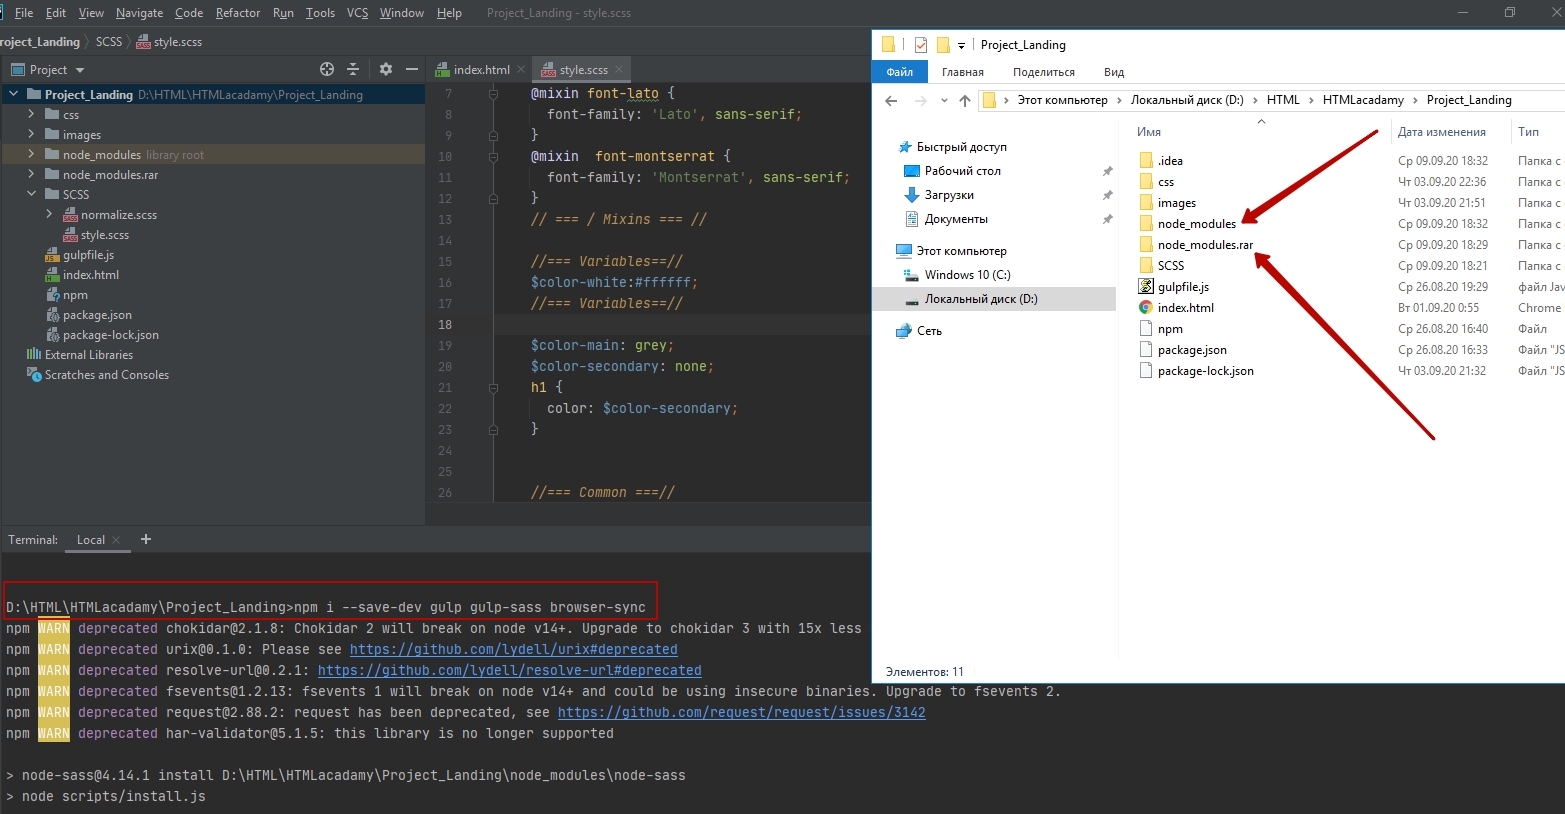 File Edit View Navigate Code Refactor Run Tools VCS Window Help Project_Landing - style.scss
roject_Landing SCSS style.scss
Project
Project_Landing D:\HTML\HTMLacadamy\Project_Landing
css
images
node_modules library root
node_modules.rar
SCSS
normalize.scss
style.scss
gulpfile.js
index.html
npm
package.json
package-lock.json
External Libraries
Scratches and Consoles
index.html style.scss
7 @mixin font-lato {
8 font-family: 'Lato', sans-serif;
9 }
10 @mixin  font-montserrat {
11 font-family: 'Montserrat', sans-serif;
12 }
13 // === / Mixins === //
14
15 //=== Variables==//
16 $color-white:#ffffff;
17 //=== Variables==//
18
19 $color-main: grey;
20 $color-secondary: none;
21 h1 {
22 color: $color-secondary;
23 }
24
25
26 //=== Common ===//
Project_Landing
Файл Главная Поделиться Вид
Этот компьютер Локальный диск (D:) HTML HTMLacadamy Project_Landing
Быстрый доступ
Рабочий стол
Загрузки
Документы
Этот компьютер
Windows 10 (C:)
Локальный диск (D:)
Сеть
Имя Дата изменения Тип
.idea Ср 09.09.20 18:32 Папка с
css Чт 03.09.20 22:36 Папка с
images Чт 03.09.20 21:51 Папка с
node_modules Ср 09.09.20 18:32 Папка с
node_modules.rar Ср 09.09.20 18:29 Папка с
SCSS Ср 09.09.20 18:21 Папка с
gulpfile.js Ср 26.08.20 19:29 файл Jav
index.html Вт 01.09.20 0:55 Chrome
npm Ср 26.08.20 16:40 Файл
package.json Ср 26.08.20 16:33 Файл "JS
package-lock.json Чт 03.09.20 21:32 Файл "JS
Элементов: 11
Terminal: Local
D:\HTML\HTMLacadamy\Project_Landing>npm i --save-dev gulp gulp-sass browser-sync
npm WARN deprecated chokidar@2.1.8: Chokidar 2 will break on node v14+. Upgrade to chokidar 3 with 15x less
npm WARN deprecated urix@0.1.0: Please see https://github.com/lydell/urix#deprecated
npm WARN deprecated resolve-url@0.2.1: https://github.com/lydell/resolve-url#deprecated
npm WARN deprecated fsevents@1.2.13: fsevents 1 will break on node v14+ and could be using insecure binaries. Upgrade to fsevents 2.
npm WARN deprecated request@2.88.2: request has been deprecated, see https://github.com/request/request/issues/3142
npm WARN deprecated har-validator@5.1.5: this library is no longer supported
> node-sass@4.14.1 install D:\HTML\HTMLacadamy\Project_Landing\node_modules\node-sass
> node scripts/install.js